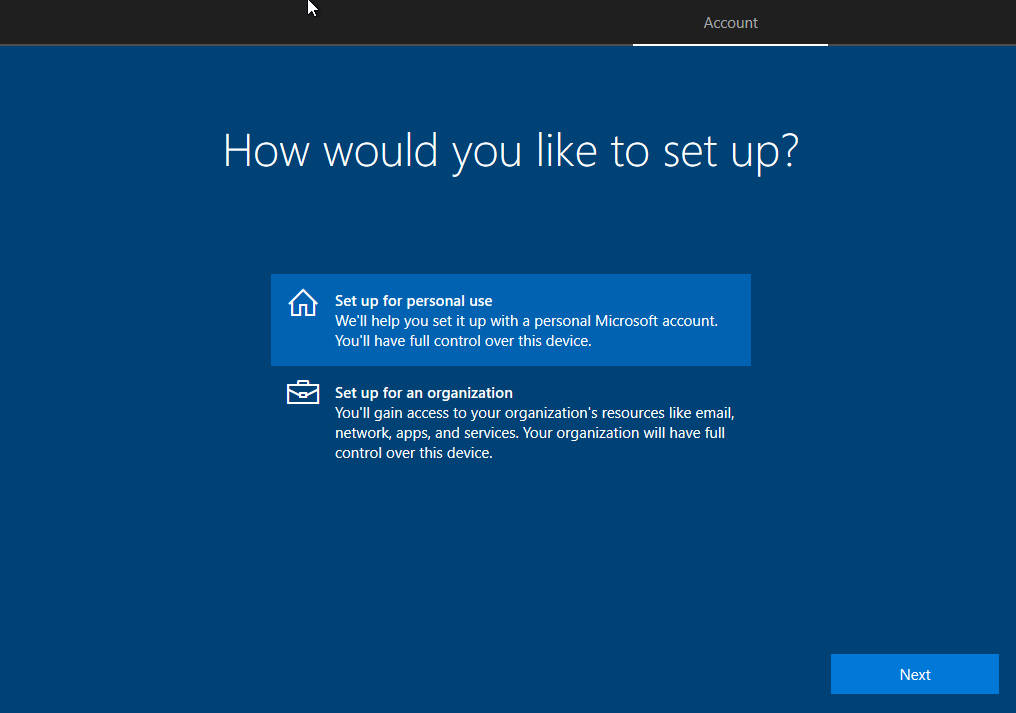 Account
How would you like to set up?
Set up for personal use
We'll help you set it up with a personal Microsoft account.
You'll have full control over this device.
Set up for an organization
You'll gain access to your organization's resources like email,
network, apps, and services. Your organization will have full
control over this device.
Next